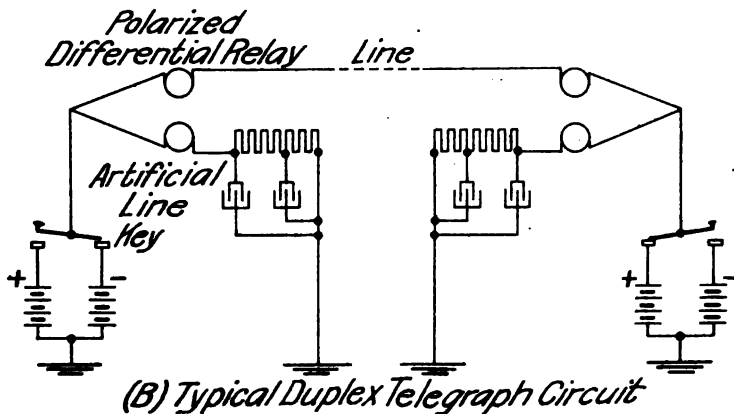 Polarized
Differential Relay
Line
Artificial
Line
Key
+ -
+ -
(B) Typical Duplex Telegraph Circuit